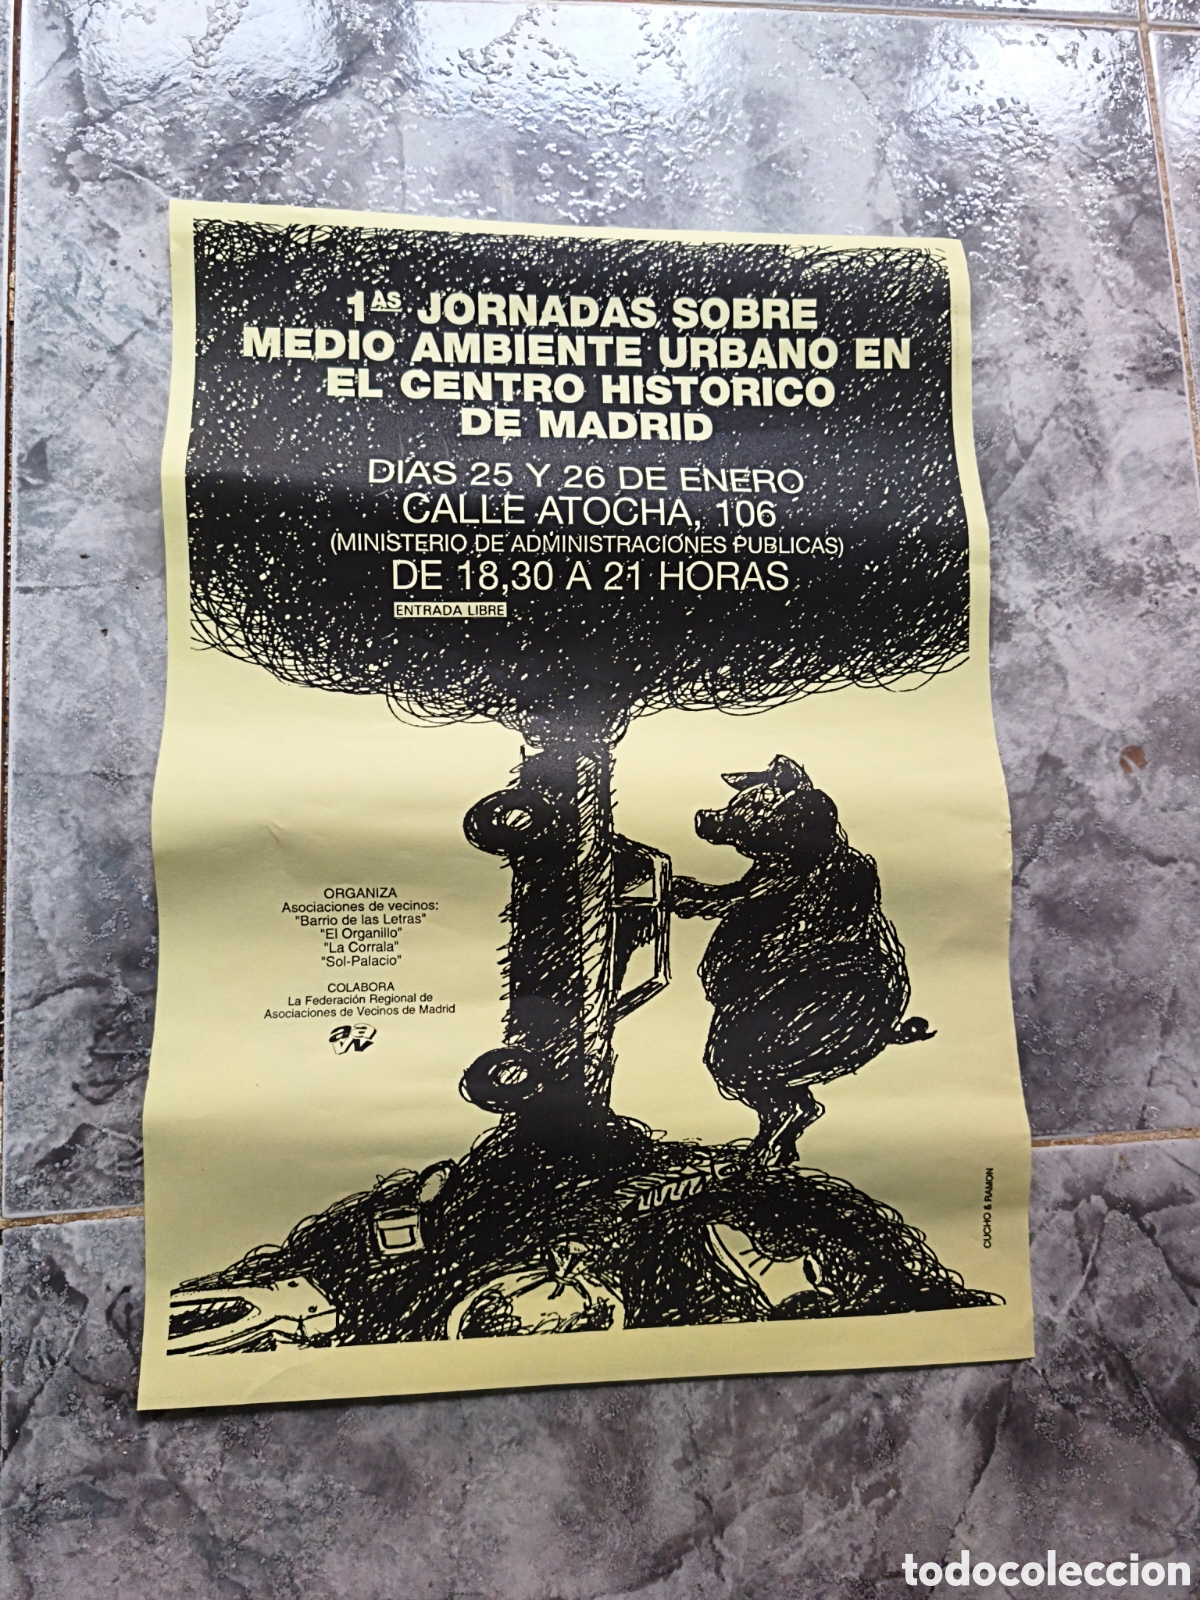 1AS JORNADAS SOBRE
MEDIO AMBIENTE URBANO EN
EL CENTRO HISTORICO
DE MADRID
DIAS 25 Y 26 DE ENERO
CALLE ATOCHA, 106
(MINISTERIO DE ADMINISTRACIONES PUBLICAS)
DE 18,30 A 21 HORAS
ENTRADA LIBRE
ORGANIZA
Asociaciones de vecinos:
"Barrio de las Letras"
"El Organillo"
"La Corrala"
"Sol-Palacio"
COLABORA
La Federación Regional de
Asociaciones de Vecinos de Madrid
aavv
CUCHO & RAMON
todocoleccion